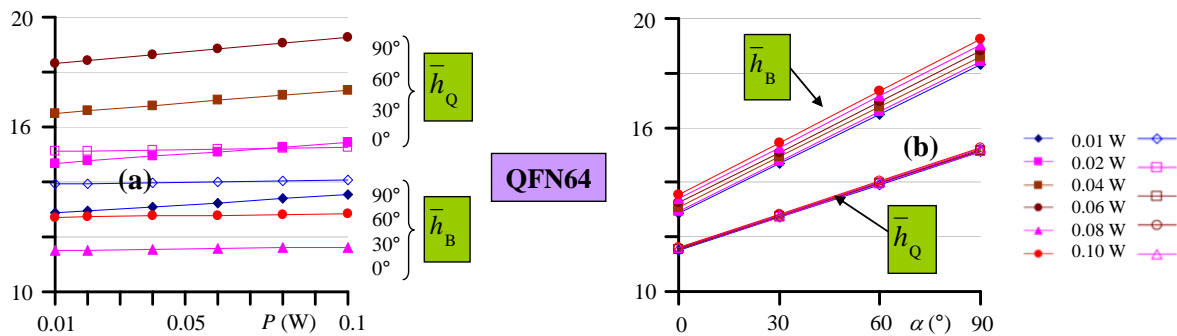 20
16
10
0.01
0.05
P (W)
0.1
(a)
90°
60°
30°
0°
h̅Q
90°
60°
30°
0°
h̅B
QFN64
20
16
10
0
30
60
α (°)
90
h̅B
(b)
h̅Q
0.01 W
0.02 W
0.04 W
0.06 W
0.08 W
0.10 W